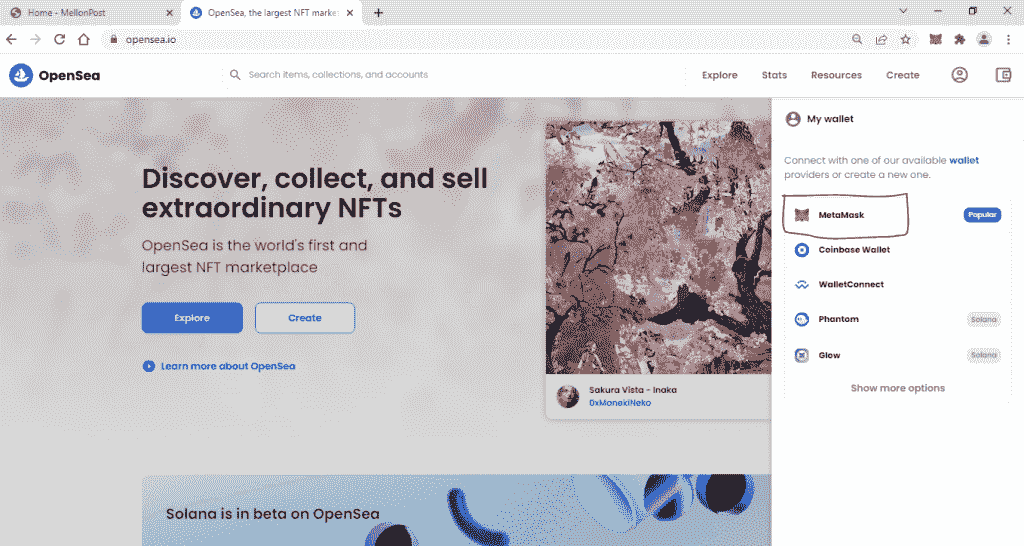 Home - MellonPost
OpenSea, the largest NFT market
opensea.io
OpenSea
Search items, collections, and accounts
Explore
Stats
Resources
Create
My wallet
Connect with one of our available wallet
providers or create a new one.
MetaMask
Popular
Coinbase Wallet
WalletConnect
Phantom
Solana
Glow
Solana
Show more options
Discover, collect, and sell
extraordinary NFTs
OpenSea is the world's first and
largest NFT marketplace
Explore
Create
Learn more about OpenSea
Sakura Vista - Inaka
0xManekiNeko
Solana is in beta on OpenSea